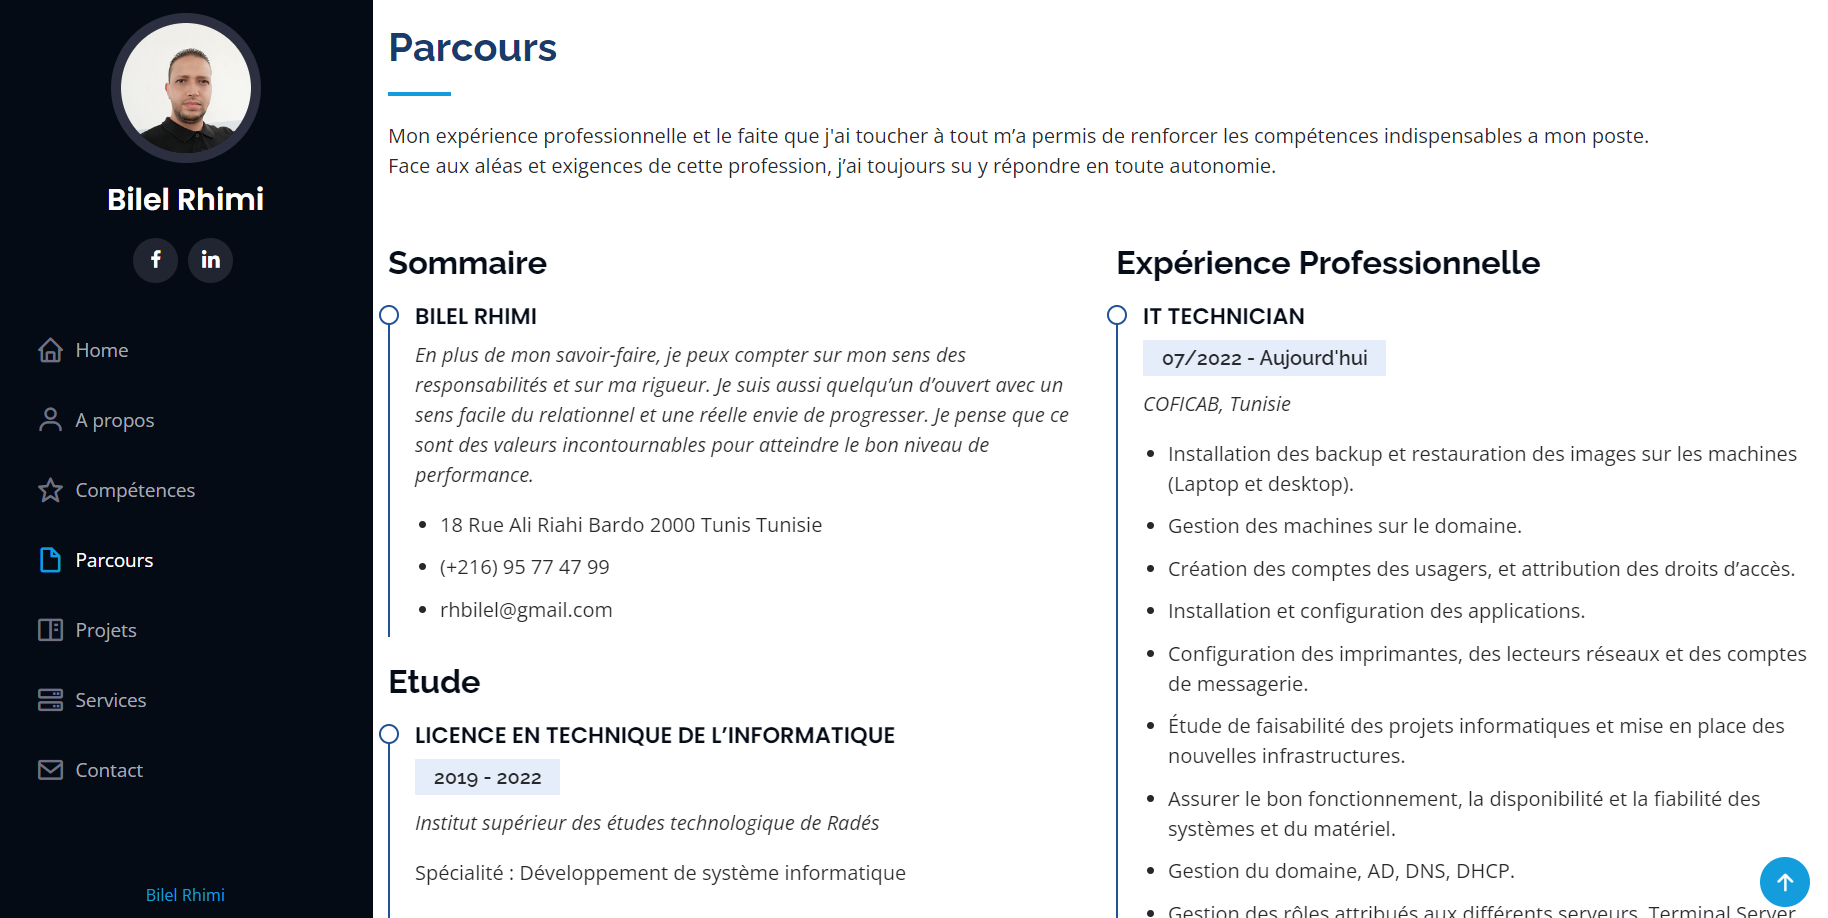 Bilel Rhimi
Home
A propos
Compétences
Parcours
Projets
Services
Contact
Bilel Rhimi
Parcours
Mon expérience professionnelle et le faite que j'ai toucher à tout m’a permis de renforcer les compétences indispensables a mon poste.
Face aux aléas et exigences de cette profession, j’ai toujours su y répondre en toute autonomie.
Sommaire
BILEL RHIMI
En plus de mon savoir-faire, je peux compter sur mon sens des
responsabilités et sur ma rigueur. Je suis aussi quelqu’un d’ouvert avec un
sens facile du relationnel et une réelle envie de progresser. Je pense que ce
sont des valeurs incontournables pour atteindre le bon niveau de
performance.
18 Rue Ali Riahi Bardo 2000 Tunis Tunisie
(+216) 95 77 47 99
rhbilel@gmail.com
Etude
LICENCE EN TECHNIQUE DE L’INFORMATIQUE
2019 - 2022
Institut supérieur des études technologique de Radés
Spécialité : Développement de système informatique
Expérience Professionnelle
IT TECHNICIAN
07/2022 - Aujourd'hui
COFICAB, Tunisie
Installation des backup et restauration des images sur les machines
(Laptop et desktop).
Gestion des machines sur le domaine.
Création des comptes des usagers, et attribution des droits d’accès.
Installation et configuration des applications.
Configuration des imprimantes, des lecteurs réseaux et des comptes
de messagerie.
Étude de faisabilité des projets informatiques et mise en place des
nouvelles infrastructures.
Assurer le bon fonctionnement, la disponibilité et la fiabilité des
systèmes et du matériel.
Gestion du domaine, AD, DNS, DHCP.
Gestion des rôles attribués aux différents serveurs, Terminal Server,